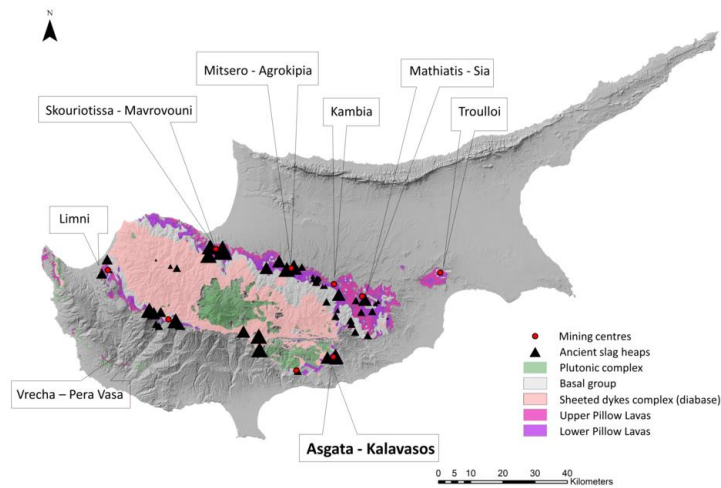 N
Mitsero - Agrokipia
Mathiatis - Sia
Skouriotissa - Mavrovouni
Kambia
Troulloi
Limni
Mining centres
Ancient slag heaps
Plutonic complex
Basal group
Sheeted dykes complex (diabase)
Upper Pillow Lavas
Lower Pillow Lavas
Vrecha – Pera Vasa
Asgata - Kalavasos
0 5 10 20 30 40
Kilometers